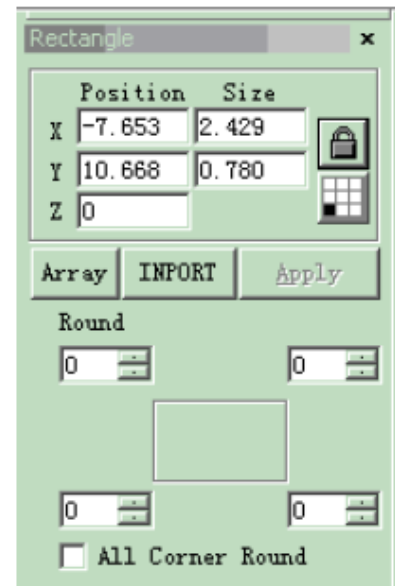 Rectangle x
Position Size
X -7.653 2.429
Y 10.668 0.780
Z 0
Array INPORT Apply
Round
0 0
0 0
All Corner Round